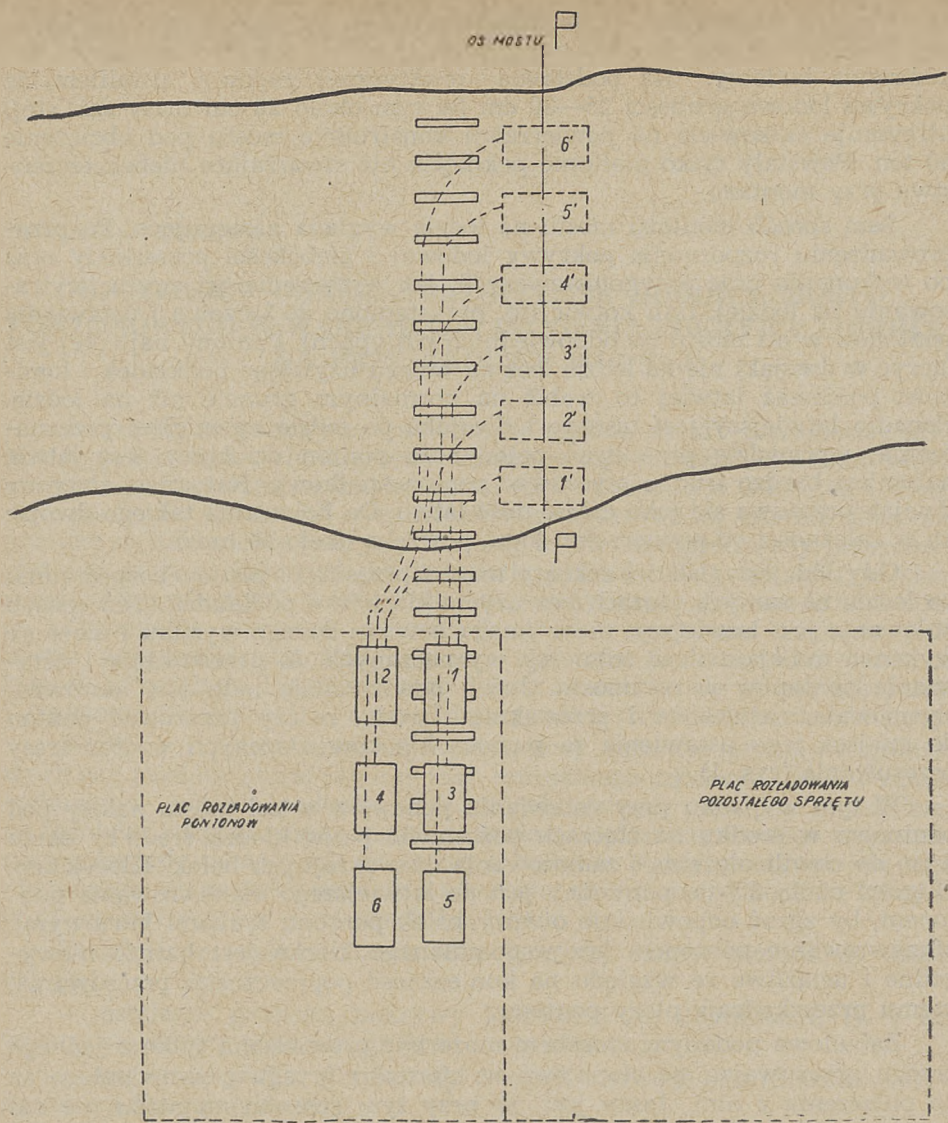 OŚ MOSTU
6'
5'
4'
3'
2'
1'
2
1
4
3
PLAC ROZŁADOWANIA
PONTONÓW
PLAC ROZŁADOWANIA
POZOSTAŁEGO SPRZĘTU
6
5